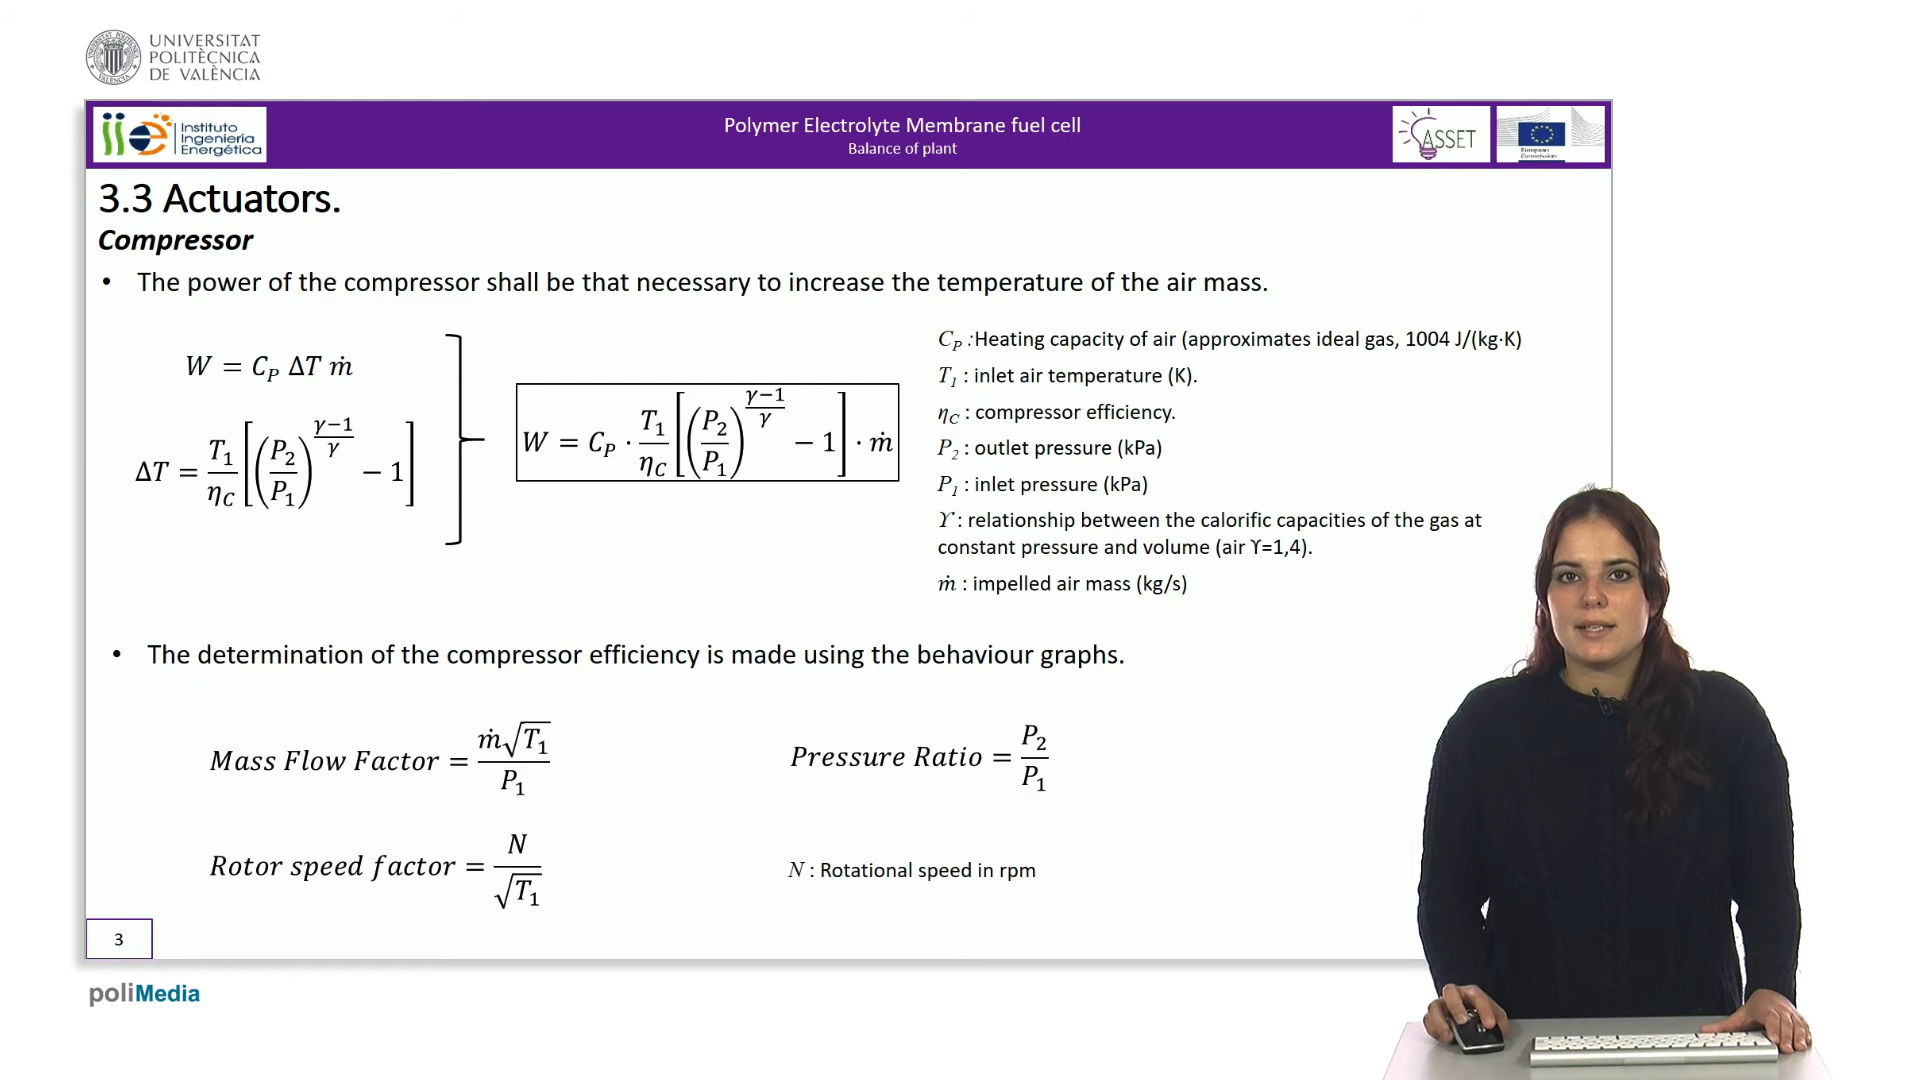 UNIVERSITAT
POLITÈCNICA
DE VALÈNCIA
Instituto
Ingeniería
Energética
Polymer Electrolyte Membrane fuel cell
Balance of plant
ASSET
European
Commission
3.3 Actuators.
Compressor
• The power of the compressor shall be that necessary to increase the temperature of the air mass.
W = C_P ΔT ṁ
ΔT = T_1/η_C [(P_2/P_1)^((γ−1)/γ) − 1]
W = C_P · T_1/η_C [(P_2/P_1)^((γ−1)/γ) − 1] · ṁ
C_P :Heating capacity of air (approximates ideal gas, 1004 J/(kg·K)
T_1 : inlet air temperature (K).
η_C : compressor efficiency.
P_2 : outlet pressure (kPa)
P_1 : inlet pressure (kPa)
ϒ : relationship between the calorific capacities of the gas at
constant pressure and volume (air ϒ=1,4).
ṁ : impelled air mass (kg/s)
• The determination of the compressor efficiency is made using the behaviour graphs.
Mass Flow Factor = ṁ√T_1 / P_1
Pressure Ratio = P_2/P_1
Rotor speed factor = N/√T_1
N : Rotational speed in rpm
3
poliMedia